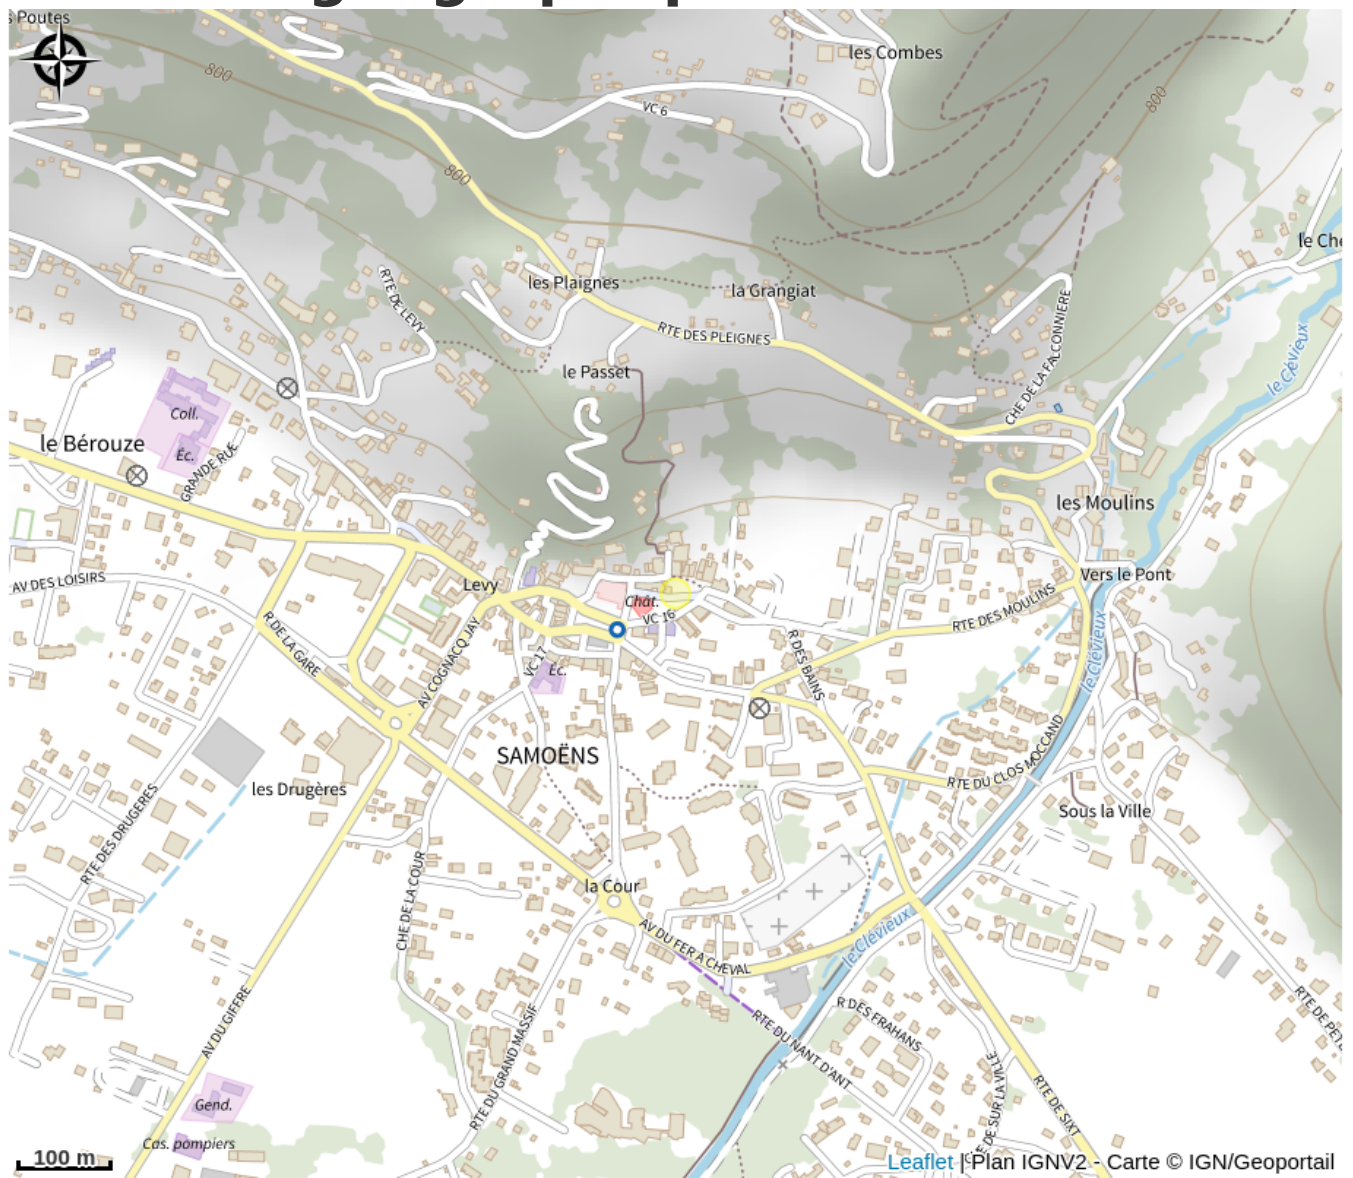 s Poutes
les Combes
800
VC 6
800
800
le Che
les Plaignes
la Grangiat
RTE DE LEVY
RTE DES PLEIGNES
CHE DE LA FALCONNIERE
le Clévieux
le Passet
Coll.
le Bérouze
Éc.
GRANDE RUE
les Moulins
Vers le Pont
AV DES LOISIRS
Levy
Chât.
VC 16
RTE DES MOULINS
R DE LA GARE
AV COGNACQ JAY
VC 17
Éc.
R DES BAINS
le Clévieux
SAMOËNS
RTE DU CLOS MOCCAND
les Drugères
Sous la Ville
RTE DES DRUGERES
CHE DE LA COUR
la Cour
AV DU FER A CHEVAL
le Clévieux
AV DU GIFFRE
RTE DU GRAND MASSIF
RTE DU NANT D'ANT
R DES FRAHANS
CHE DE SUR LA VILLE
RTE DE SIXT
Gend.
Cas. pompiers
100 m
Leaflet | Plan IGNV2 - Carte © IGN/Geoportail